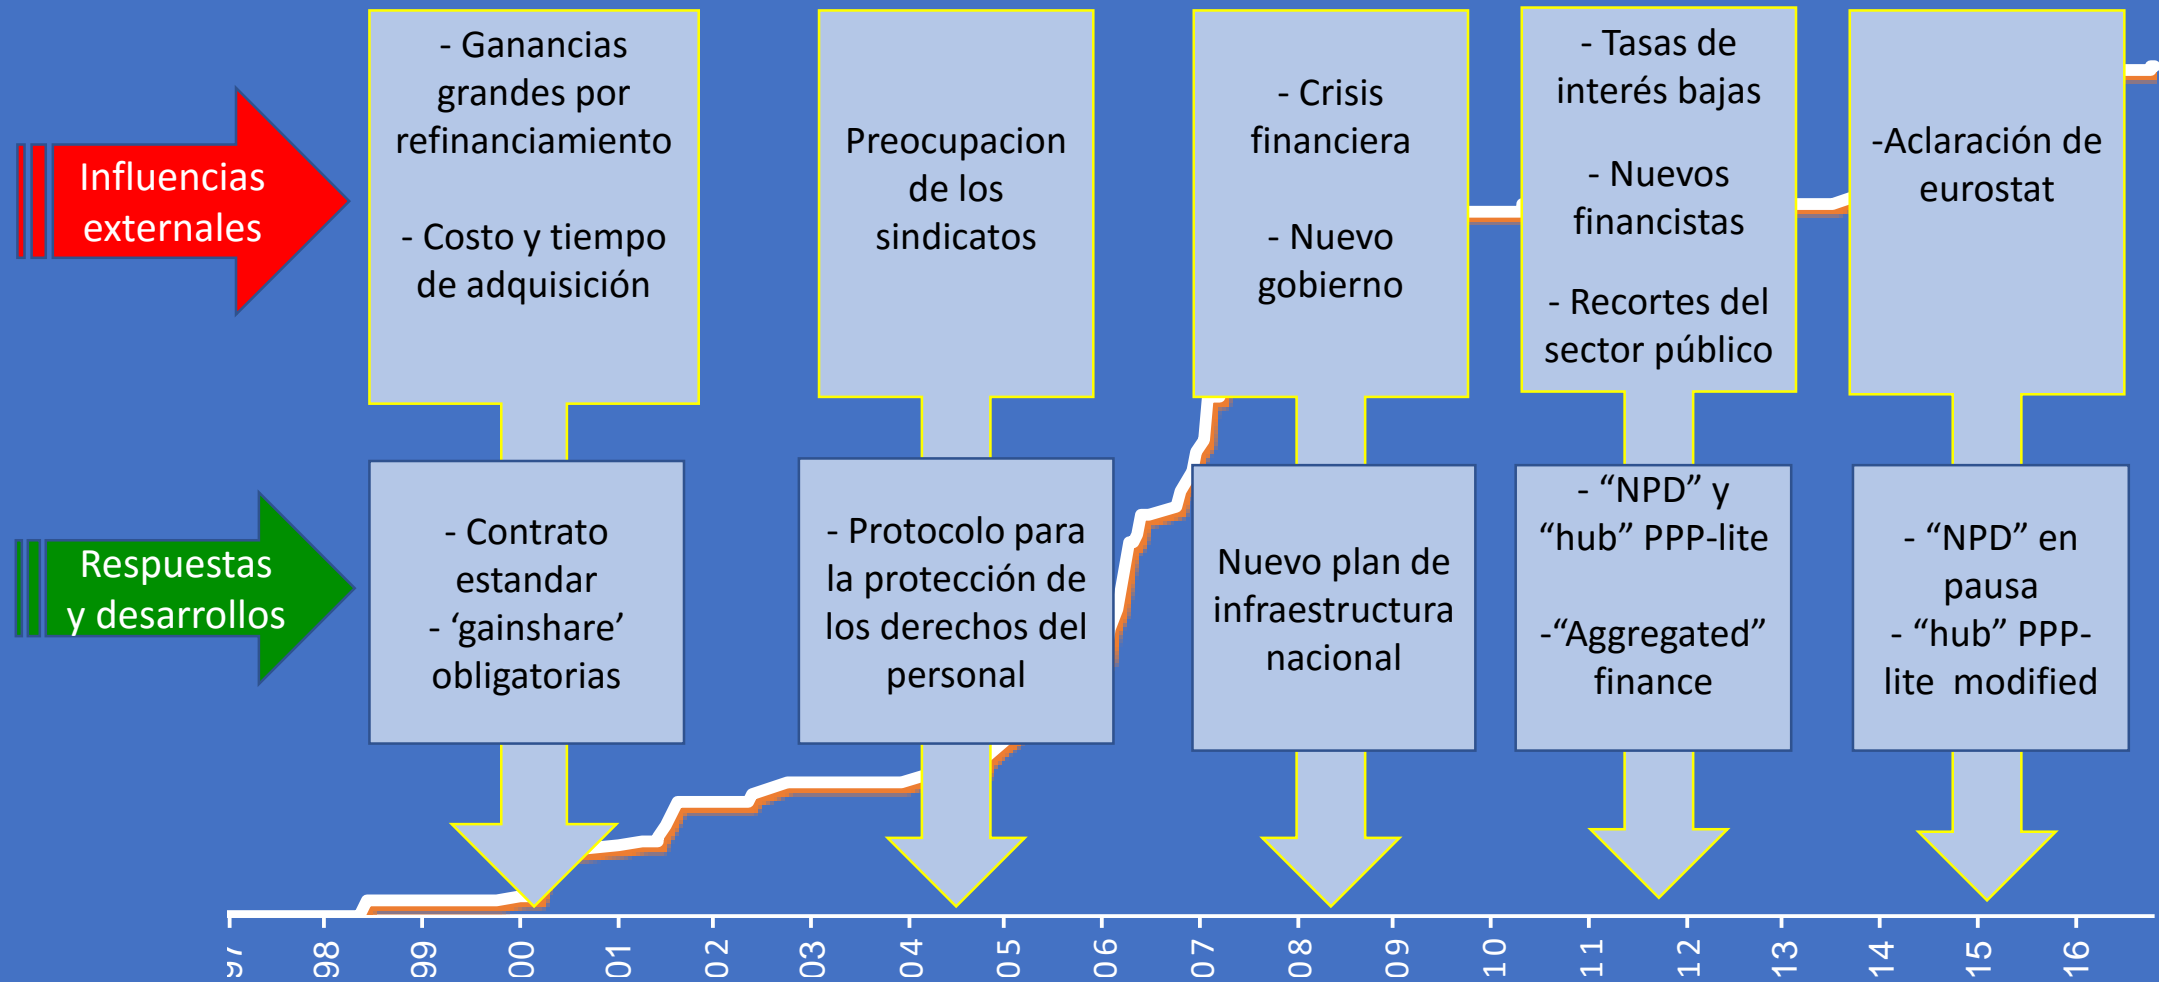 Influencias
externales
- Ganancias
grandes por
refinanciamiento
- Costo y tiempo
de adquisición
Preocupacion
de los
sindicatos
- Crisis
financiera
- Nuevo
gobierno
- Tasas de
interés bajas
- Nuevos
financistas
- Recortes del
sector público
-Aclaración de
eurostat
Respuestas
y desarrollos
- Contrato
estandar
- ‘gainshare’
obligatorias
- Protocolo para
la protección de
los derechos del
personal
Nuevo plan de
infraestructura
nacional
- “NPD” y
“hub” PPP-lite
-“Aggregated”
finance
- “NPD” en
pausa
- “hub” PPP-
lite  modified
97
98
99
00
01
02
03
04
05
06
07
08
09
10
11
12
13
14
15
16